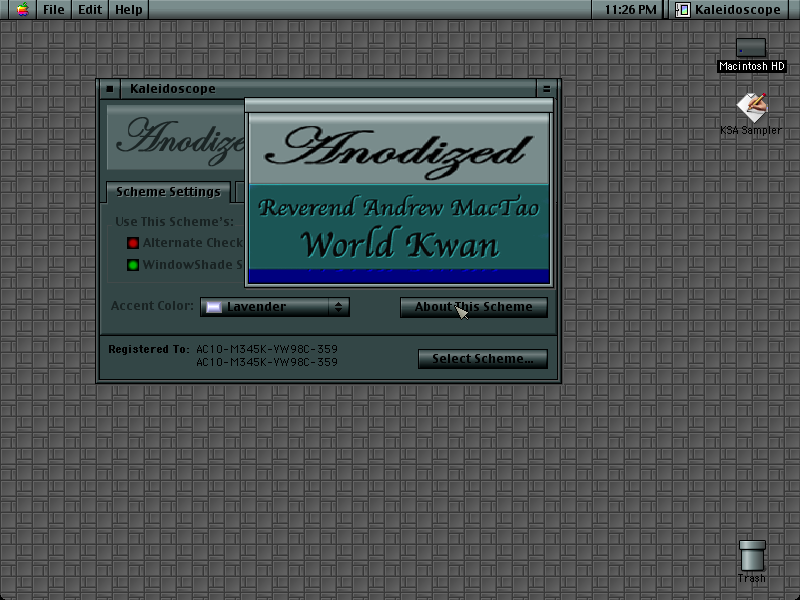 File Edit Help 11:26 PM Kaleidoscope
Macintosh HD
KSA Sampler
Kaleidoscope
Anodize
Anodized
Reverend Andrew MacTao
World Kwan
Scheme Settings
Use This Scheme's:
Alternate Check
WindowShade S
Accent Color: Lavender About This Scheme
Registered To: AC10-M345K-YW98C-359
AC10-M345K-YW98C-359
Select Scheme...
Trash